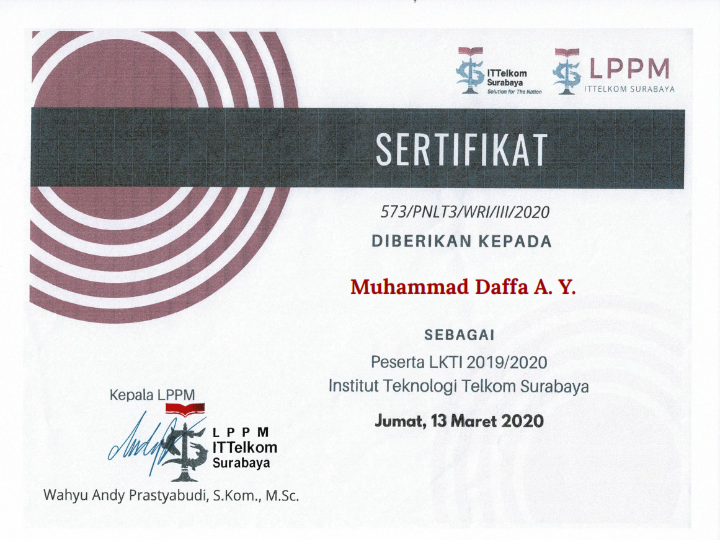 ITTelkom
Surabaya
Solution for The Nation
LPPM
ITTELKOM SURABAYA
SERTIFIKAT
573/PNLT3/WRI/III/2020
DIBERIKAN KEPADA
Muhammad Daffa A. Y.
SEBAGAI
Peserta LKTI 2019/2020
Institut Teknologi Telkom Surabaya
Jumat, 13 Maret 2020
Kepala LPPM
L P P M
ITTelkom
Surabaya
Wahyu Andy Prastyabudi, S.Kom., M.Sc.